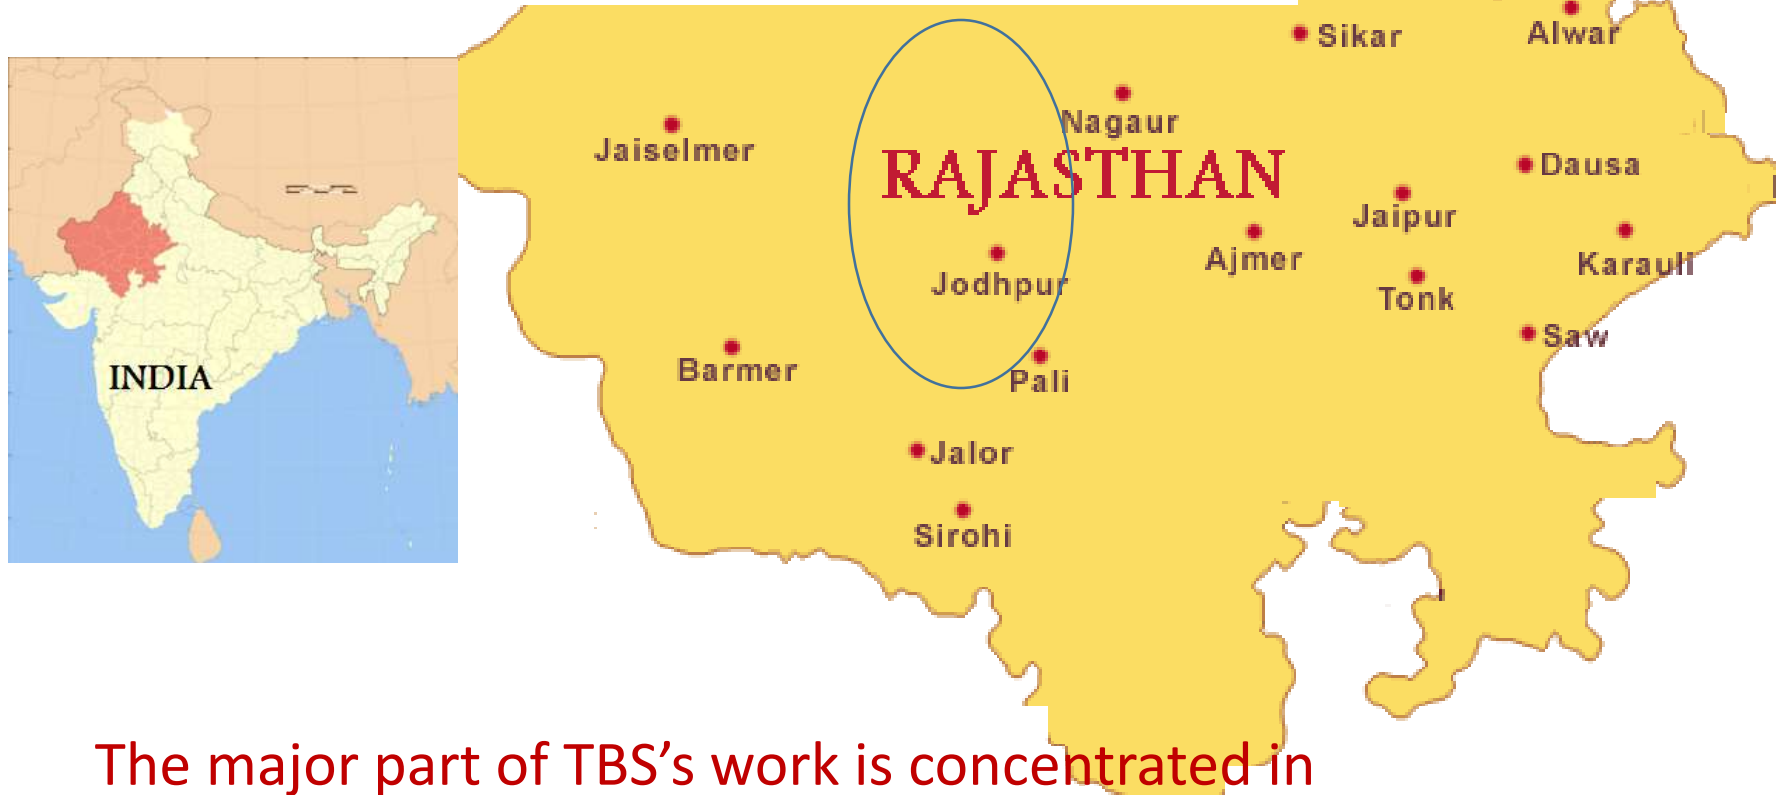 Sikar
Alwar
Nagaur
Jaiselmer
RAJASTHAN
Dausa
Jaipur
Ajmer
Karauli
Jodhpur
Tonk
Saw
Barmer
Pali
INDIA
Jalor
Sirohi
The major part of TBS’s work is concentrated in